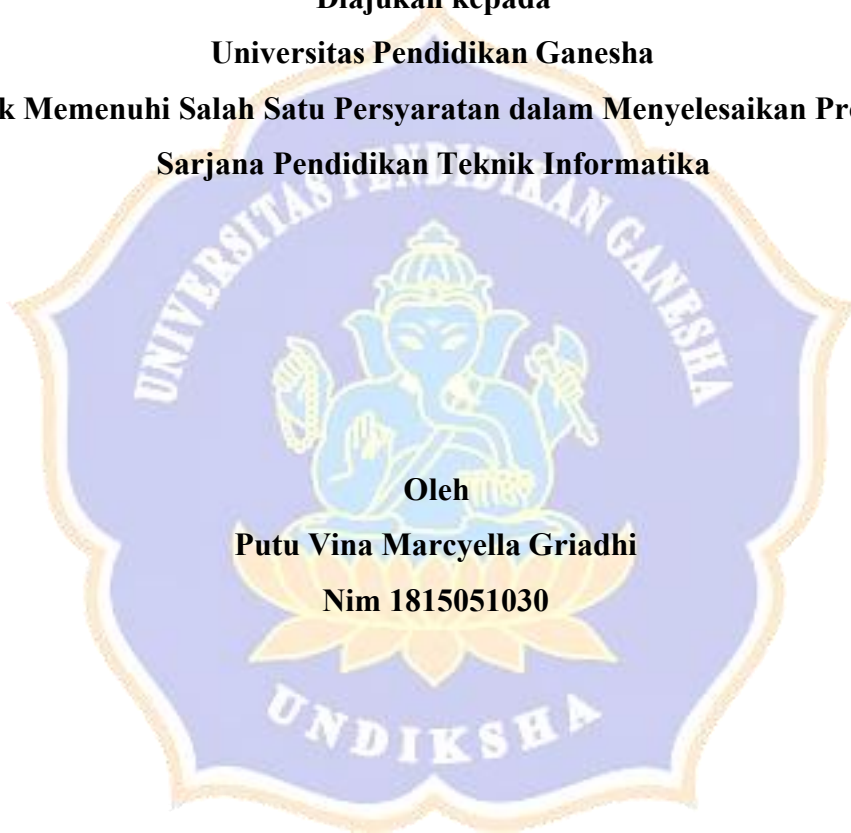 Diajukan kepada
Universitas Pendidikan Ganesha
k Memenuhi Salah Satu Persyaratan dalam Menyelesaikan Pr
Sarjana Pendidikan Teknik Informatika
UNIVERSITAS PENDIDIKAN GANESHA
Oleh
Putu Vina Marcyella Griadhi
Nim 1815051030
UNDIKSHA